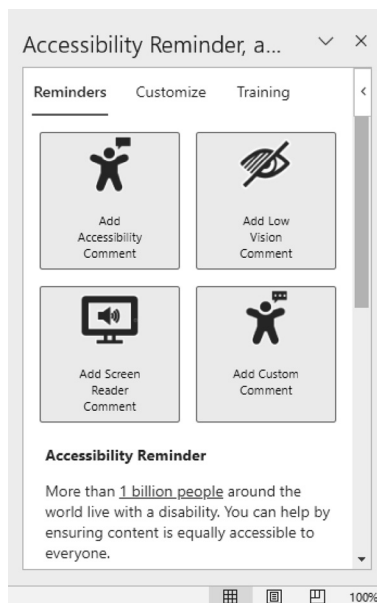 Accessibility Reminder, a...
Reminders Customize Training
Add
Accessibility
Comment
Add Low
Vision
Comment
Add Screen
Reader
Comment
Add Custom
Comment
Accessibility Reminder
More than 1 billion people around the
world live with a disability. You can help by
ensuring content is equally accessible to
everyone.
100%